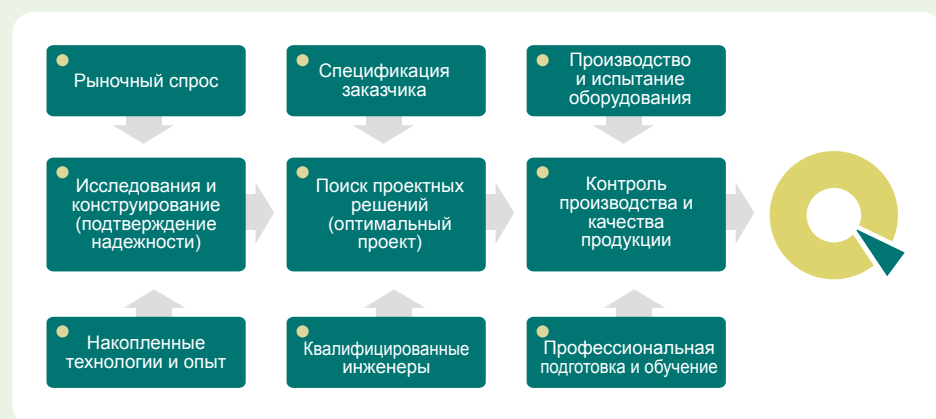 Рыночный спрос
Спецификация
заказчика
Производство
и испытание
оборудования
Исследования и
конструирование
(подтверждение
надежности)
Поиск проектных
решений
(оптимальный
проект)
Контроль
производства и
качества
продукции
Накопленные
технологии и опыт
Квалифицированные
инженеры
Профессиональная
подготовка и обучение